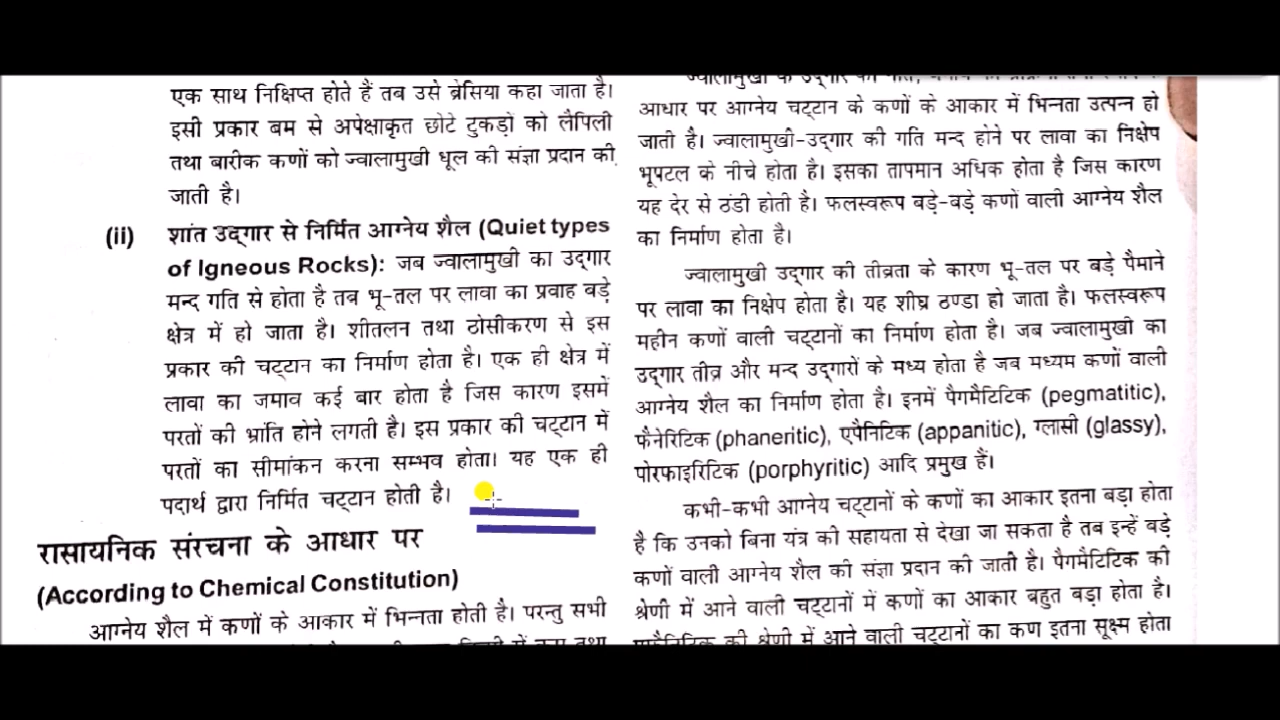 एक साथ निक्षिप्त होते हैं तब उसे ब्रेसिया कहा जाता है।
इसी प्रकार बम से अपेक्षाकृत छोटे टुकड़ों को लैपिली
तथा बारीक कणों को ज्वालामुखी धूल की संज्ञा प्रदान की
जाती है।
(ii) शांत उद्गार से निर्मित आग्नेय शैल (Quiet types
of Igneous Rocks): जब ज्वालामुखी का उद्गार
मन्द गति से होता है तब भू-तल पर लावा का प्रवाह बड़े
क्षेत्र में हो जाता है। शीतलन तथा ठोसीकरण से इस
प्रकार की चट्टान का निर्माण होता है। एक ही क्षेत्र में
लावा का जमाव कई बार होता है जिस कारण इसमें
परतों की भ्रांति होने लगती है। इस प्रकार की चट्टान में
परतों का सीमांकन करना सम्भव होता। यह एक ही
पदार्थ द्वारा निर्मित चट्टान होती है।
रासायनिक संरचना के आधार पर
(According to Chemical Constitution)
आग्नेय शैल में कणों के आकार में भिन्नता होती है। परन्तु सभी
ज्वालामुखी के उद्गार की
आधार पर आग्नेय चट्टान के कणों के आकार में भिन्नता उत्पन्न हो
जाती है। ज्वालामुखी-उद्गार की गति मन्द होने पर लावा का निक्षेप
भूपटल के नीचे होता है। इसका तापमान अधिक होता है जिस कारण
यह देर से ठंडी होती है। फलस्वरूप बड़े-बड़े कणों वाली आग्नेय शैल
का निर्माण होता है।
ज्वालामुखी उद्गार की तीव्रता के कारण भू-तल पर बड़े पैमाने
पर लावा का निक्षेप होता है। यह शीघ्र ठण्डा हो जाता है। फलस्वरूप
महीन कणों वाली चट्टानों का निर्माण होता है। जब ज्वालामुखी का
उद्गार तीव्र और मन्द उद्गारों के मध्य होता है जब मध्यम कणों वाली
आग्नेय शैल का निर्माण होता है। इनमें पैगमैटिटिक (pegmatitic),
फैनेरिटिक (phaneritic), एपैनिटिक (appanitic), ग्लासी (glassy),
पोरफाइरिटिक (porphyritic) आदि प्रमुख हैं।
कभी-कभी आग्नेय चट्टानों के कणों का आकार इतना बड़ा होता
है कि उनको बिना यंत्र की सहायता से देखा जा सकता है तब इन्हें बड़े
कणों वाली आग्नेय शैल की संज्ञा प्रदान की जाती है। पैगमैटिटिक की
श्रेणी में आने वाली चट्टानों में कणों का आकार बहुत बड़ा होता है।
की श्रेणी में आने वाली चट्टानों का कण इतना सूक्ष्म होता